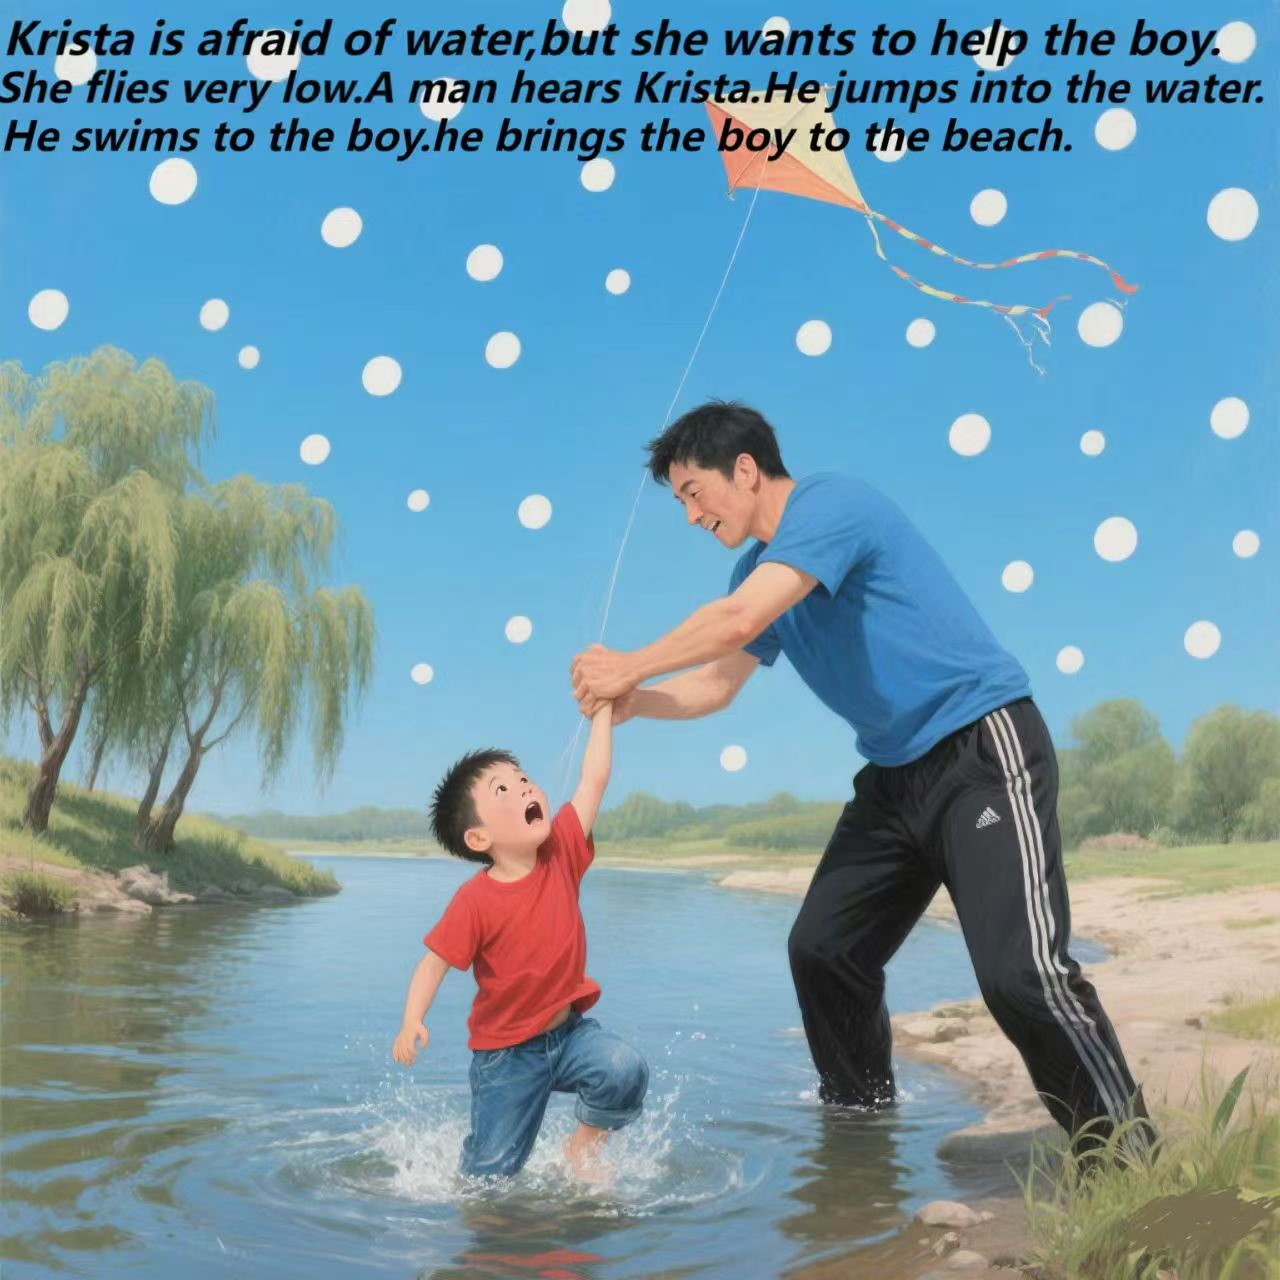 Krista is afraid of water,but she wants to help the boy.
She flies very low.A man hears Krista.He jumps into the water.
He swims to the boy.he brings the boy to the beach.